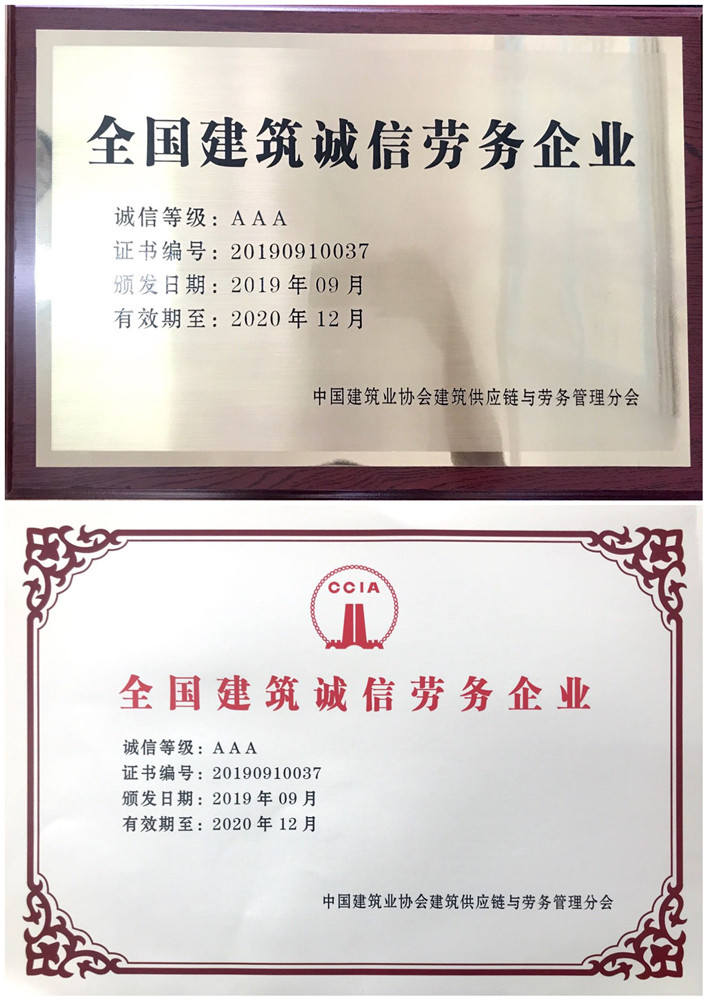 全国建筑诚信劳务企业
诚信等级：AAA
证书编号：20190910037
颁发日期：2019年09月
有效期至：2020年12月
中国建筑业协会建筑供应链与劳务管理分会
CCIA
全国建筑诚信劳务企业
诚信等级：AAA
证书编号：20190910037
颁发日期：2019年09月
有效期至：2020年12月
中国建筑业协会建筑供应链与劳务管理分会